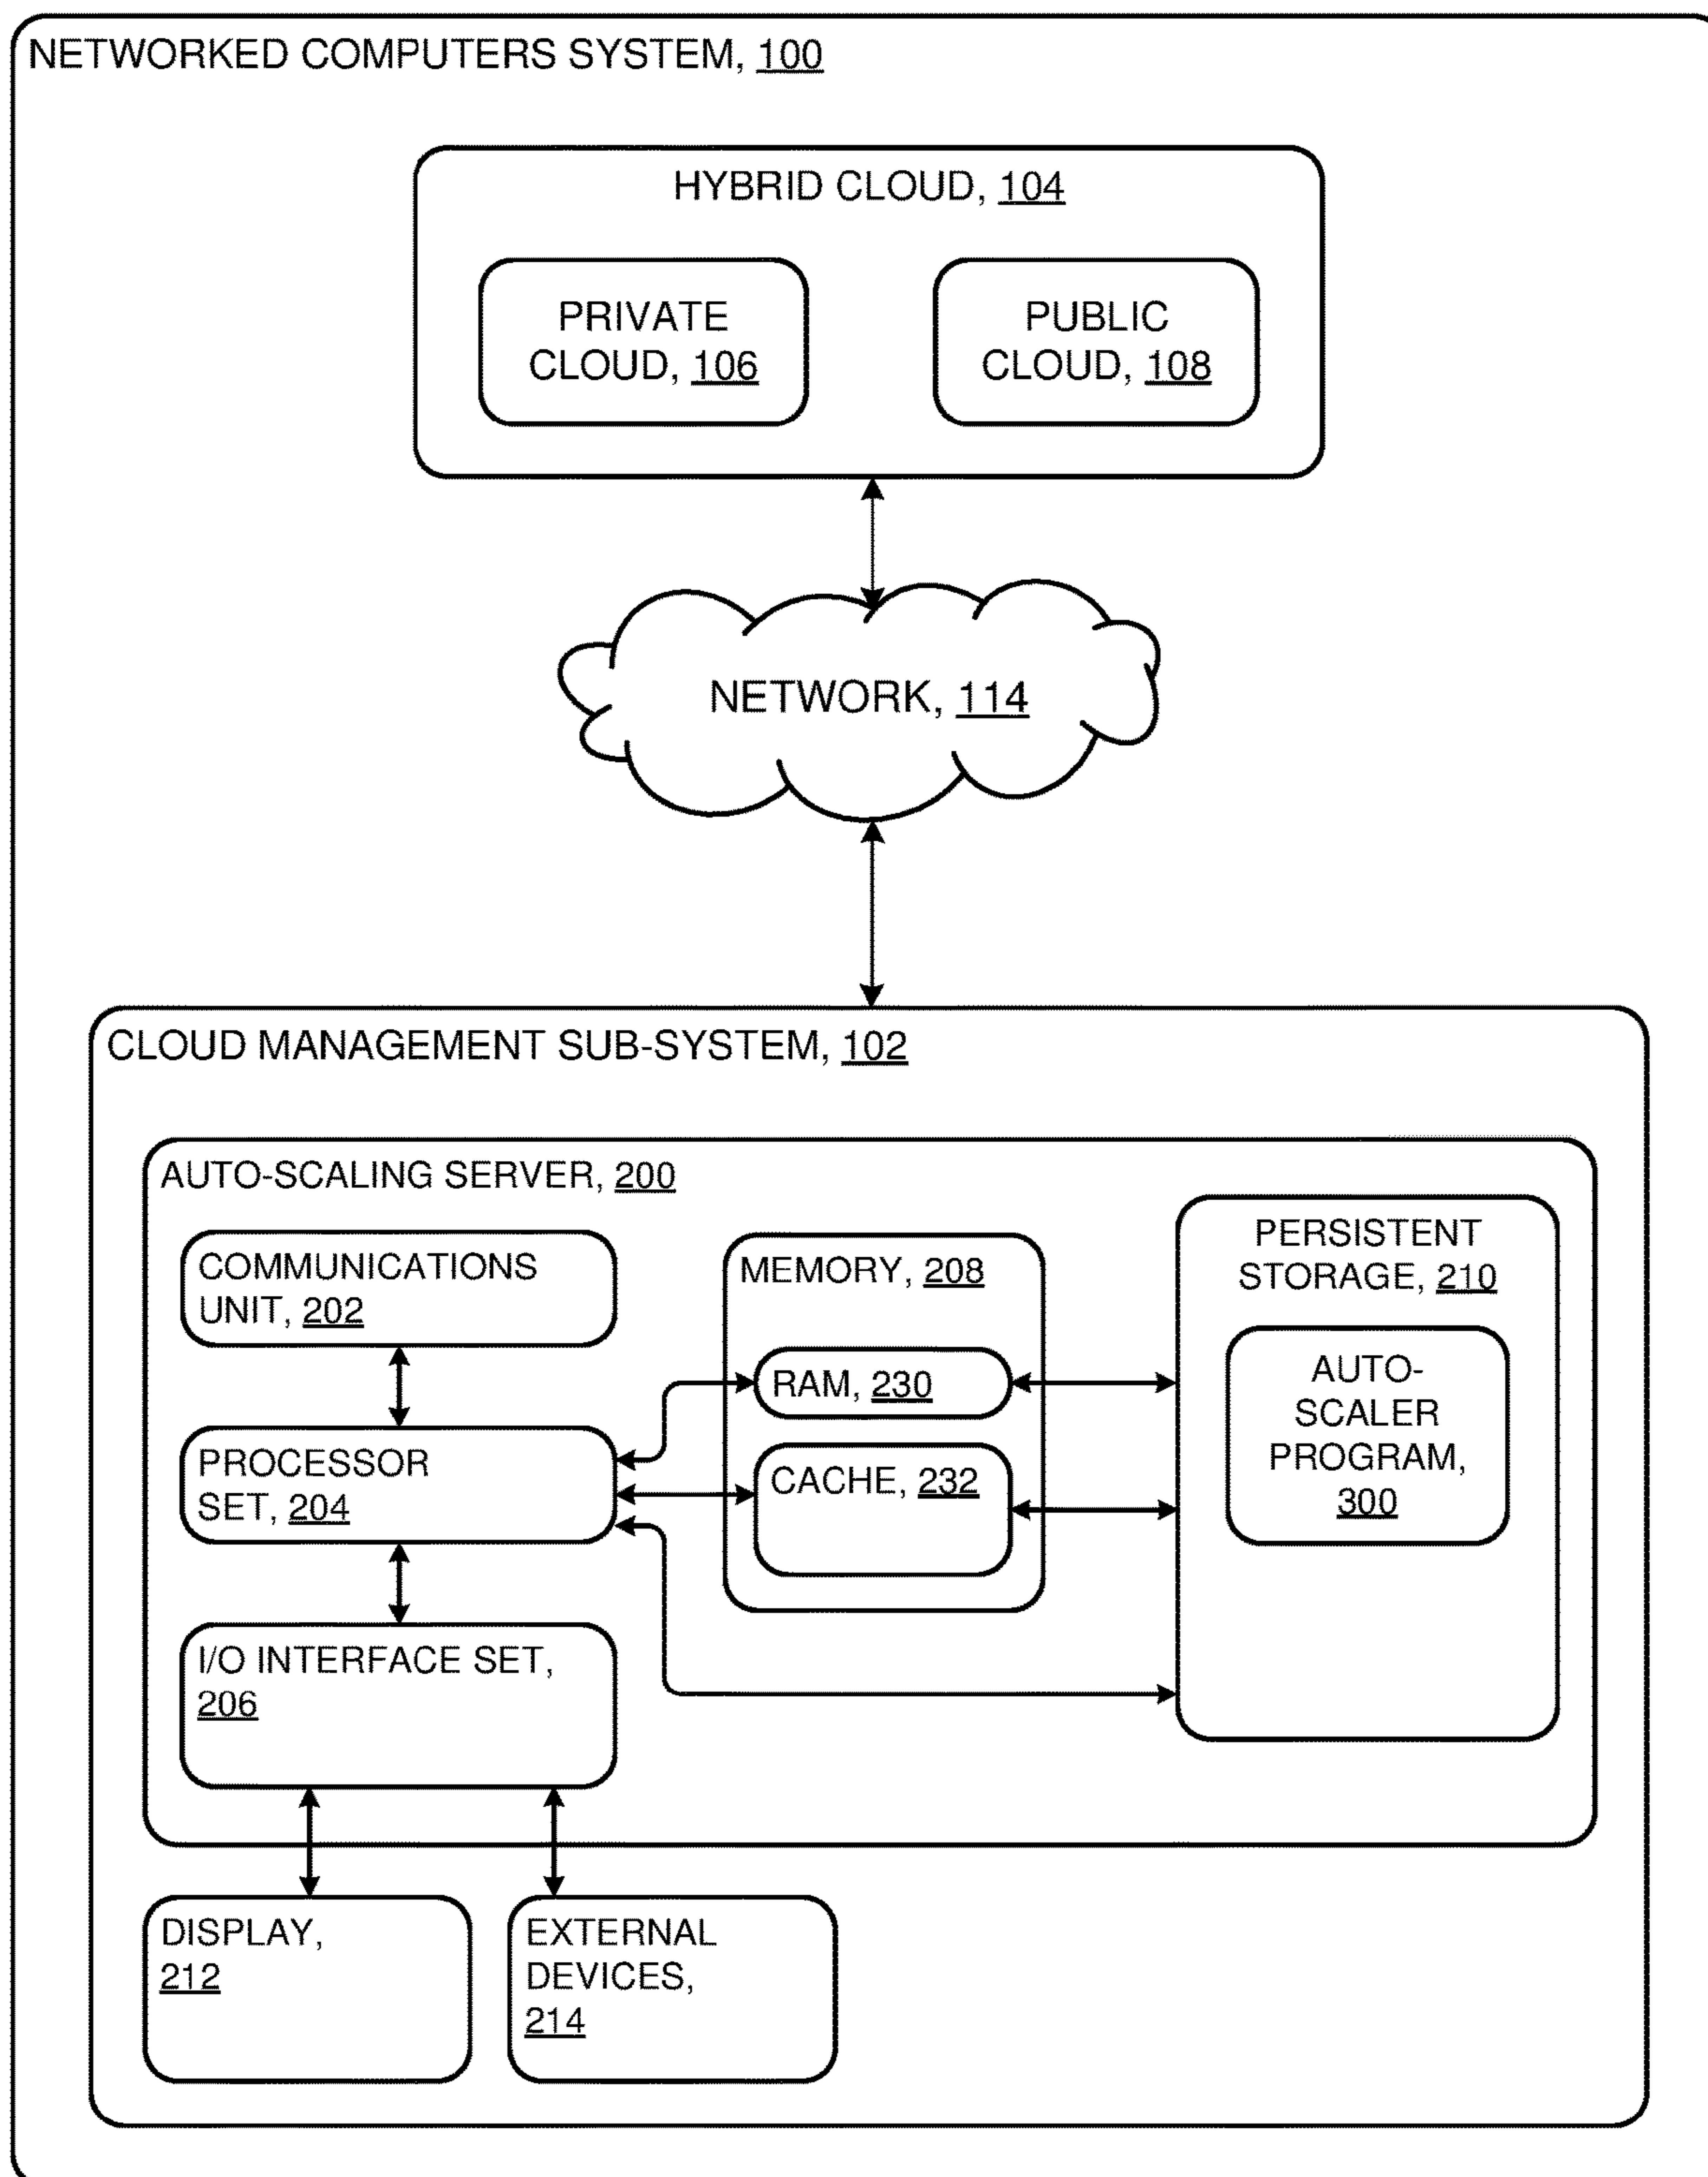 NETWORKED COMPUTERS SYSTEM, 100
HYBRID CLOUD, 104
PRIVATE
CLOUD, 106
PUBLIC
CLOUD, 108
NETWORK, 114
CLOUD MANAGEMENT SUB-SYSTEM, 102
AUTO-SCALING SERVER, 200
COMMUNICATIONS
UNIT, 202
PROCESSOR
SET, 204
I/O INTERFACE SET,
206
MEMORY, 208
RAM, 230
CACHE, 232
PERSISTENT
STORAGE, 210
AUTO-
SCALER
PROGRAM,
300
DISPLAY,
212
EXTERNAL
DEVICES,
214